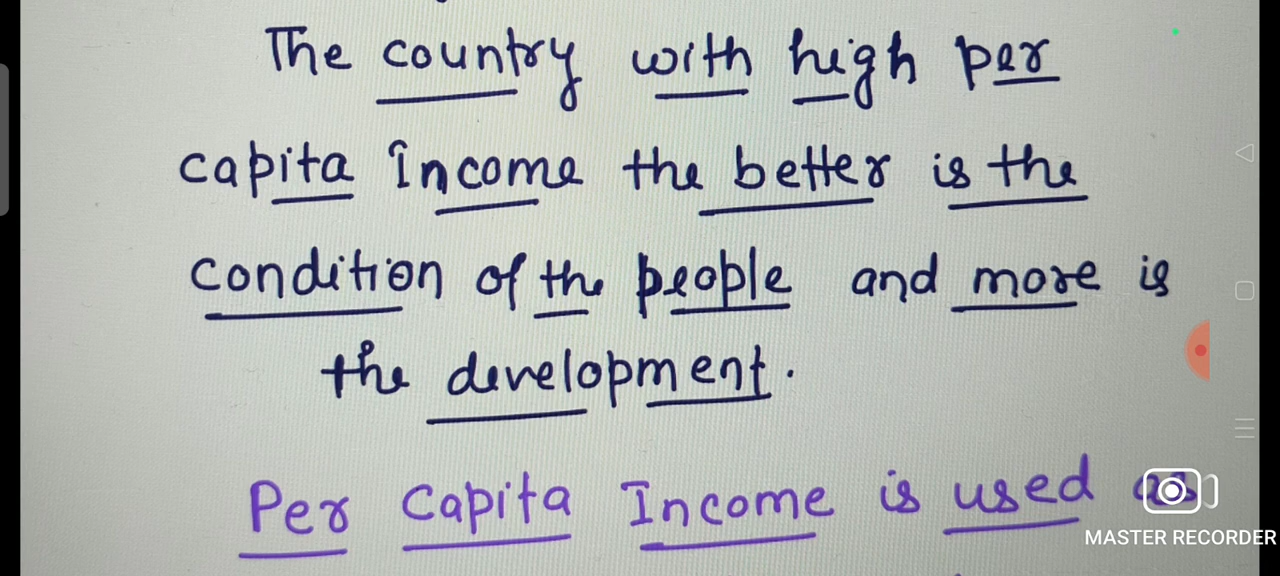 The country with high per
capita Income the better is the
condition of the people and more is
the development.
Per Capita Income is used as
MASTER RECORDER